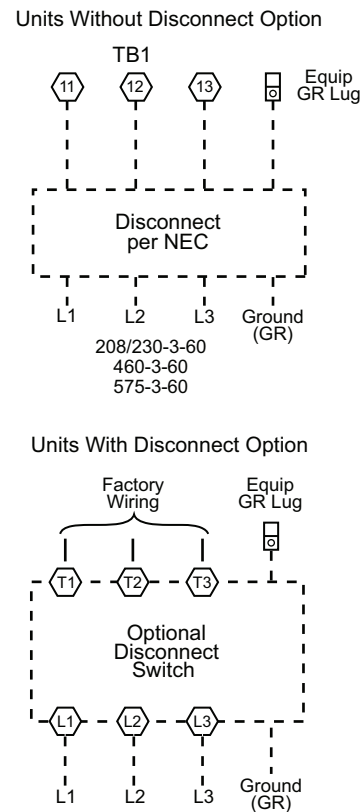 Units Without Disconnect Option
TB1
11 12 13 Equip
GR Lug
Disconnect
per NEC
L1 L2 L3 Ground
(GR)
208/230-3-60
460-3-60
575-3-60
Units With Disconnect Option
Factory
Wiring
Equip
GR Lug
T1 T2 T3
Optional
Disconnect
Switch
L1 L2 L3
L1 L2 L3 Ground
(GR)